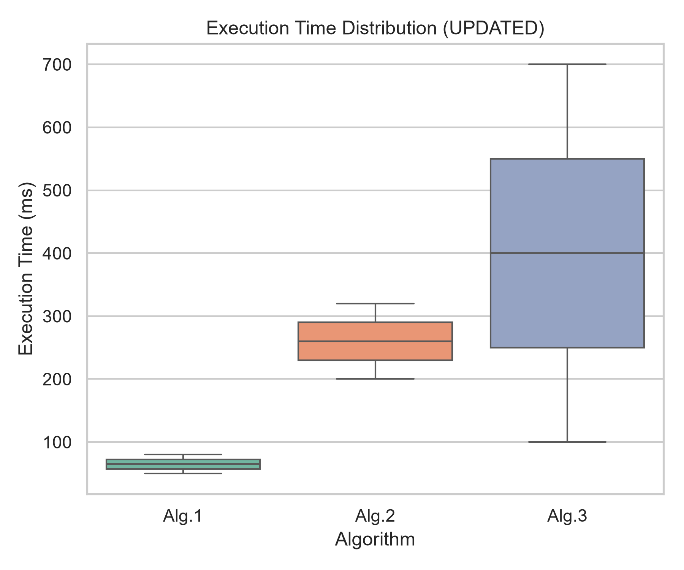 Execution Time Distribution (UPDATED)
700
600
500
400
300
200
100
Execution Time (ms)
Alg.1 Alg.2 Alg.3
Algorithm